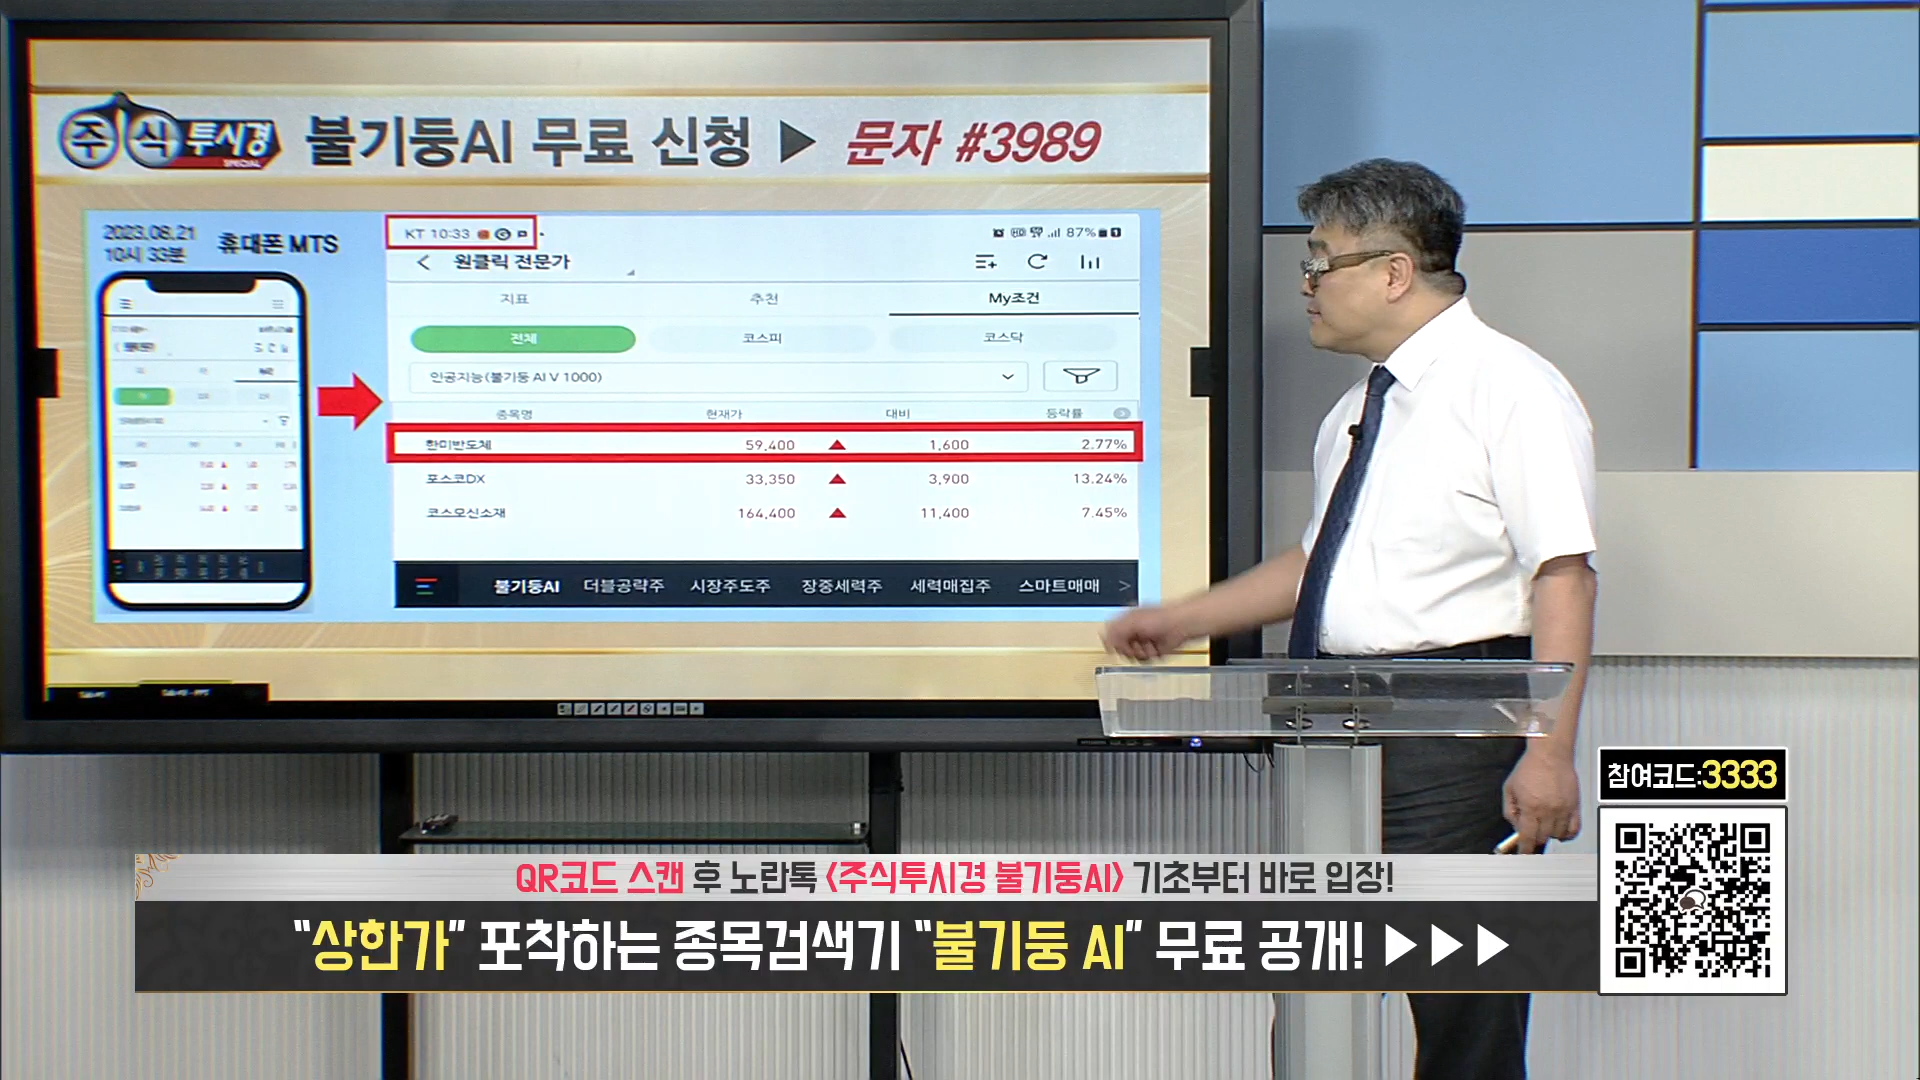 주식투시경 SPECIAL
불기둥AI 무료 신청 ▶ 문자 #3989
2023.08.21
10시 33분
휴대폰 MTS
KT 10:33
87%
원클릭 전문가
지표 추천 My조건
전체 코스피 코스닥
인공지능(불기둥 AI V 1000)
종목명 현재가 대비 등락률
한미반도체 59,400 ▲ 1,600 2.77%
포스코DX 33,350 ▲ 3,900 13.24%
코스모신소재 164,400 ▲ 11,400 7.45%
불기둥AI 더블공략주 시장주도주 장중세력주 세력매집주 스마트매매 >
참여코드:3333
QR코드 스캔 후 노란톡 <주식투시경 불기둥AI> 기초부터 바로 입장!
"상한가" 포착하는 종목검색기 "불기둥 AI" 무료 공개! ▶▶▶